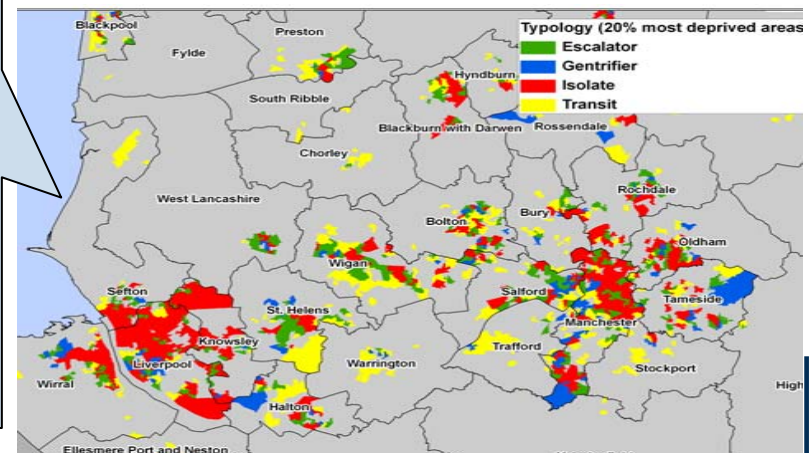 Typology (20% most deprived areas
Escalator
Gentrifier
Isolate
Transit
Blackpool
Fylde
Preston
Hyndburn
South Ribble
Blackburn with Darwen
Rossendale
Chorley
West Lancashire
Rochdale
Bolton
Bury
Oldham
Wigan
Sefton
Salford
Tameside
St. Helens
Manchester
Knowsley
Liverpool
Trafford
Wirral
Warrington
Stockport
High
Halton
Ellesmere Port and Neston